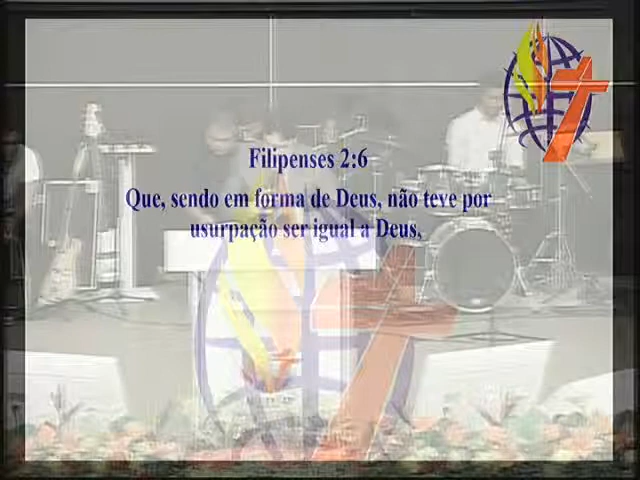 Filipenses 2:6
Que, sendo em forma de Deus, não teve por
usurpação ser igual a Deus,